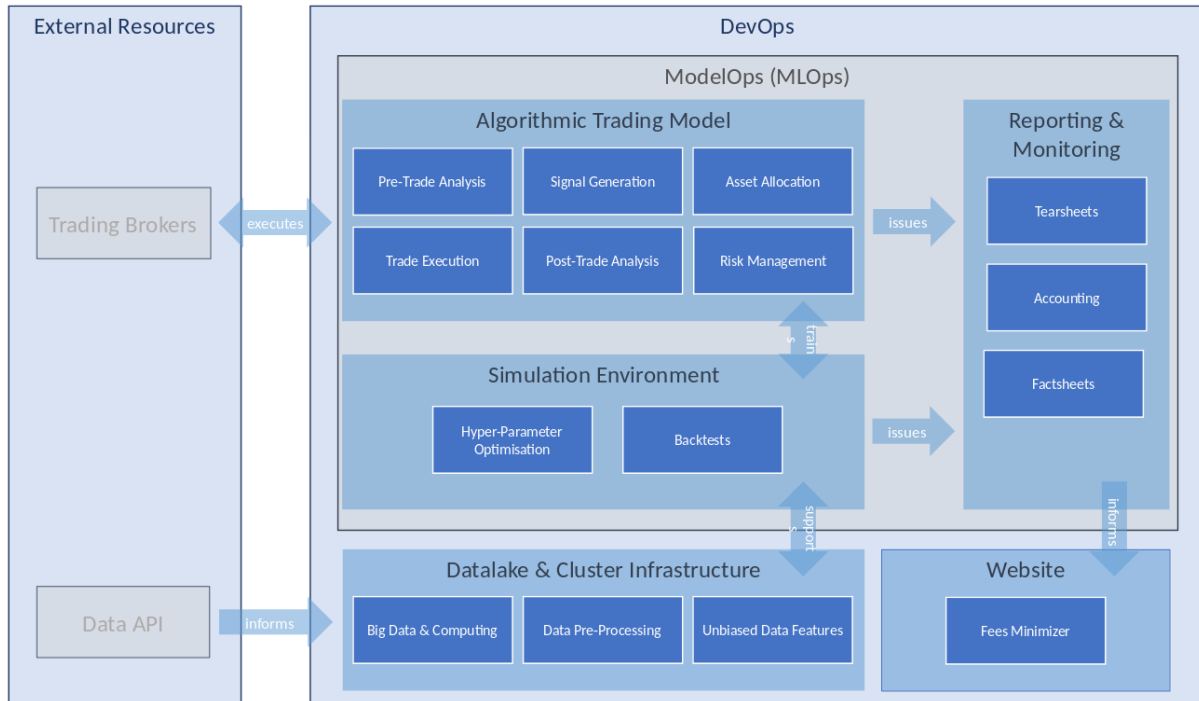 External Resources
DevOps
ModelOps (MLOps)
Algorithmic Trading Model
Reporting &
Monitoring
Pre-Trade Analysis
Signal Generation
Asset Allocation
Tearsheets
Trading Brokers
executes
issues
Trade Execution
Post-Trade Analysis
Risk Management
Accounting
train
s
Simulation Environment
Factsheets
Hyper-Parameter
Optimisation
Backtests
issues
support
s
informs
Datalake & Cluster Infrastructure
Website
Data API
informs
Big Data & Computing
Data Pre-Processing
Unbiased Data Features
Fees Minimizer